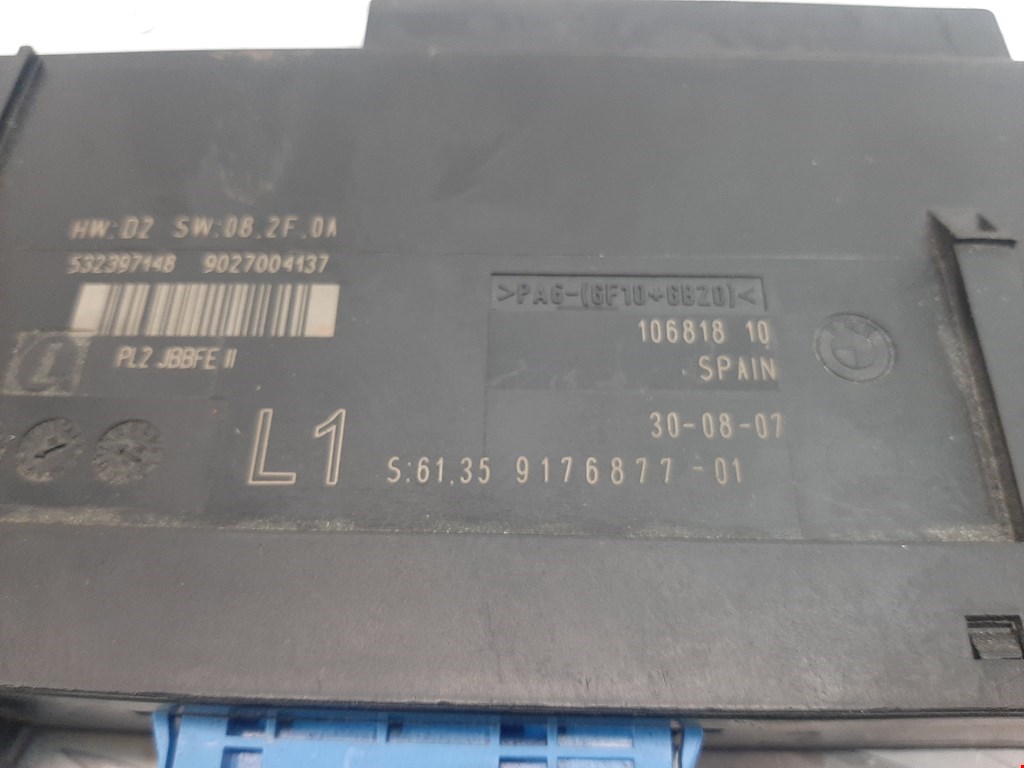 HW:D2 SW:08.2F.0A
532397148 9027004137
>PA6-(GF10+GB20)<
106818 10
PL2 JBBFE II
SPAIN
30-08-07
L1
S:61.35 9176877-01